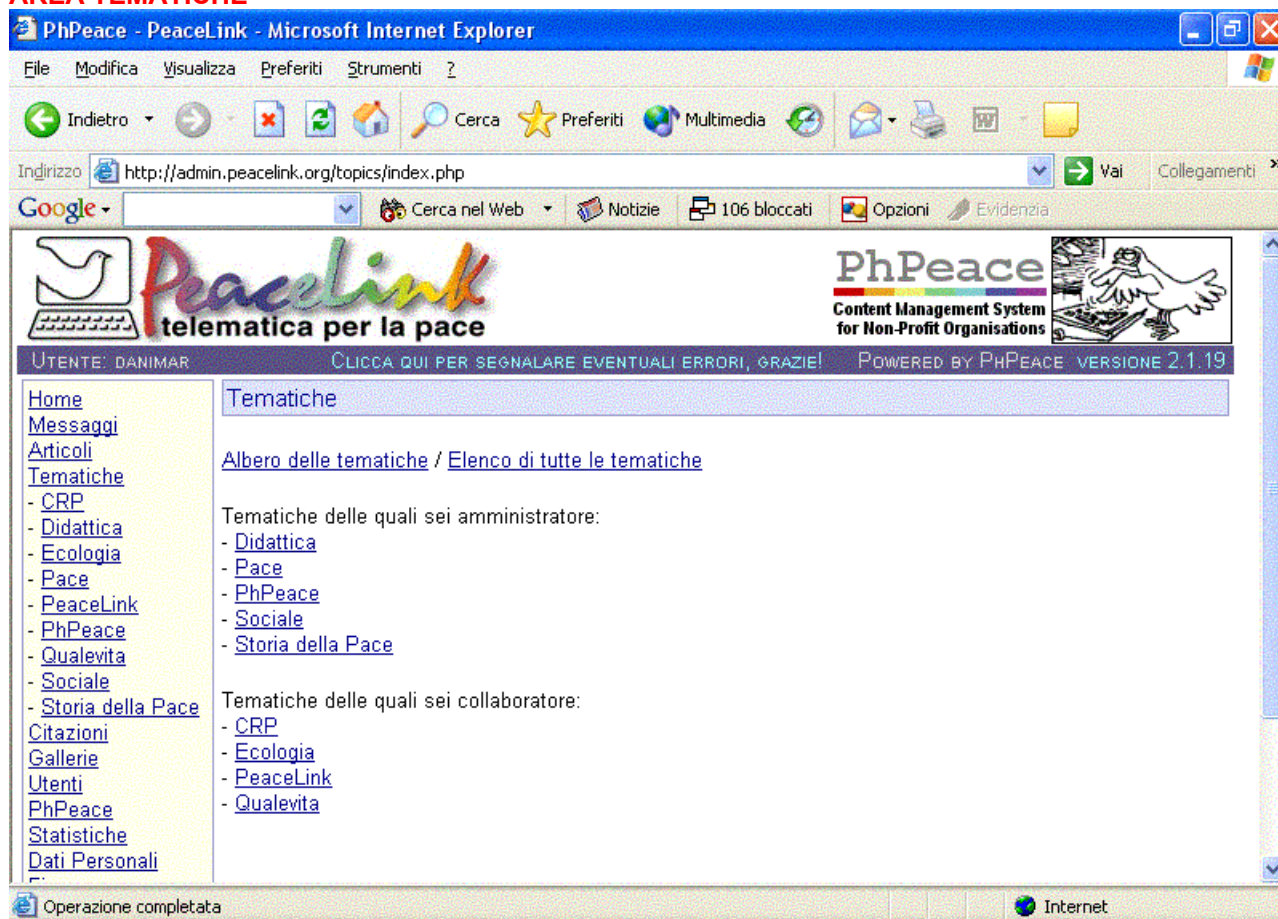 AREA TEMATICHE
PhPeace - PeaceLink - Microsoft Internet Explorer
File Modifica Visualizza Preferiti Strumenti ?
Indietro Cerca Preferiti Multimedia
Indirizzo http://admin.peacelink.org/topics/index.php Vai Collegamenti »
Google Cerca nel Web Notizie 106 bloccati Opzioni Evidenzia
PeaceLink
telematica per la pace
PhPeace
Content Management System
for Non-Profit Organisations
UTENTE: DANIMAR CLICCA QUI PER SEGNALARE EVENTUALI ERRORI, GRAZIE! POWERED BY PHPEACE VERSIONE 2.1.19
Home
Messaggi
Articoli
Tematiche
- CRP
- Didattica
- Ecologia
- Pace
- PeaceLink
- PhPeace
- Qualevita
- Sociale
- Storia della Pace
Citazioni
Gallerie
Utenti
PhPeace
Statistiche
Dati Personali
Tematiche
Albero delle tematiche / Elenco di tutte le tematiche
Tematiche delle quali sei amministratore:
- Didattica
- Pace
- PhPeace
- Sociale
- Storia della Pace
Tematiche delle quali sei collaboratore:
- CRP
- Ecologia
- PeaceLink
- Qualevita
Operazione completata Internet